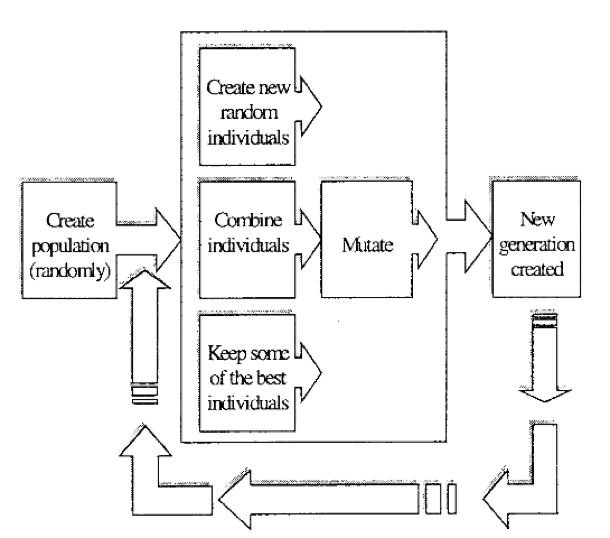 Create new
random
individuals
Create
population
(randomly)
Combine
individuals
Mutate
New
generation
created
Keep some
of the best
individuals